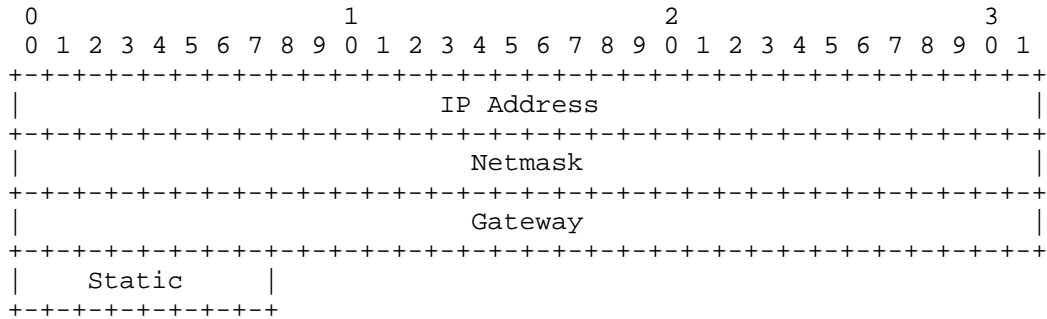 0                   1                   2                   3
0 1 2 3 4 5 6 7 8 9 0 1 2 3 4 5 6 7 8 9 0 1 2 3 4 5 6 7 8 9 0 1
+-+-+-+-+-+-+-+-+-+-+-+-+-+-+-+-+-+-+-+-+-+-+-+-+-+-+-+-+-+-+-+-+
|                          IP Address                           |
+-+-+-+-+-+-+-+-+-+-+-+-+-+-+-+-+-+-+-+-+-+-+-+-+-+-+-+-+-+-+-+-+
|                            Netmask                            |
+-+-+-+-+-+-+-+-+-+-+-+-+-+-+-+-+-+-+-+-+-+-+-+-+-+-+-+-+-+-+-+-+
|                            Gateway                            |
+-+-+-+-+-+-+-+-+-+-+-+-+-+-+-+-+-+-+-+-+-+-+-+-+-+-+-+-+-+-+-+-+
|    Static     |
+-+-+-+-+-+-+-+-+